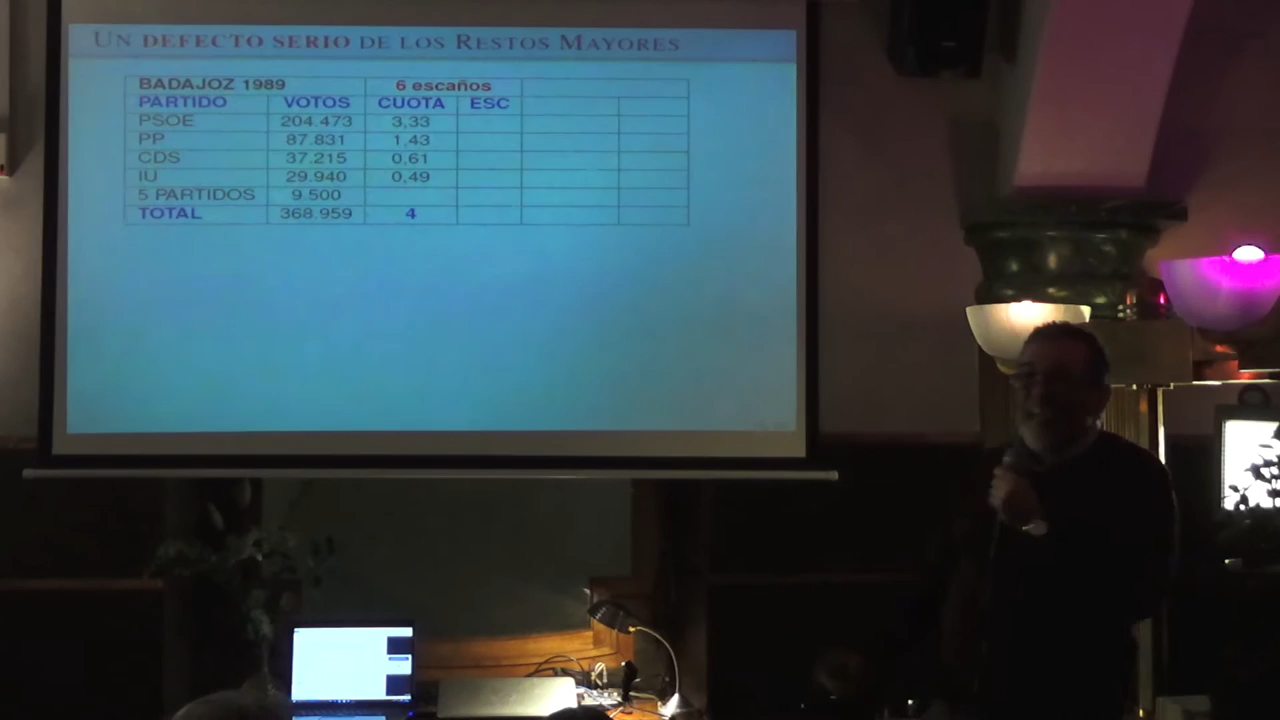 UN DEFECTO SERIO DE LOS RESTOS MAYORES
BADAJOZ 1989 6 escaños
PARTIDO VOTOS CUOTA ESC
PSOE 204.473 3,33
PP 87.831 1,43
CDS 37.215 0,61
IU 29.940 0,49
5 PARTIDOS 9.500
TOTAL 368.959 4